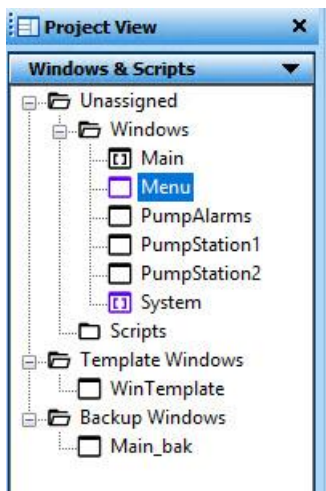 Project View
Windows & Scripts
Unassigned
Windows
Main
Menu
PumpAlarms
PumpStation1
PumpStation2
System
Scripts
Template Windows
WinTemplate
Backup Windows
Main_bak